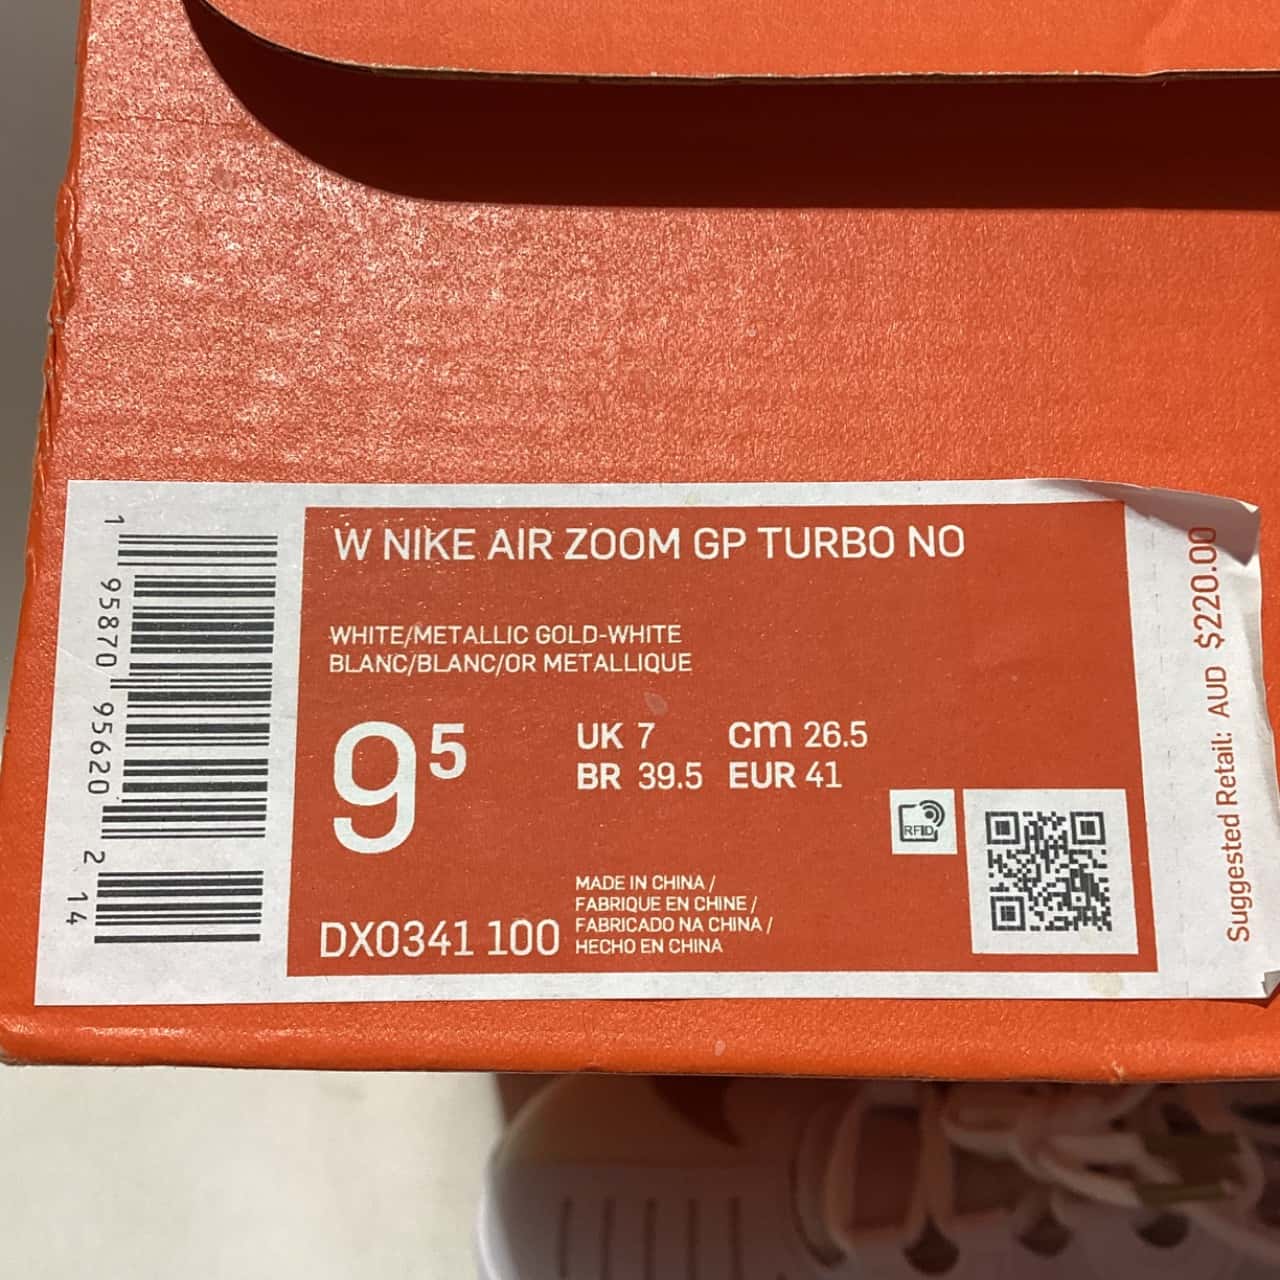 W NIKE AIR ZOOM GP TURBO NO
WHITE/METALLIC GOLD-WHITE
BLANC/BLANC/OR METALLIQUE
9 5
UK 7 cm 26.5
BR 39.5 EUR 41
RFID
DX0341 100
MADE IN CHINA /
FABRIQUE EN CHINE /
FABRICADO NA CHINA /
HECHO EN CHINA
1 95870 95620 2 14
Suggested Retail: AUD $220.00